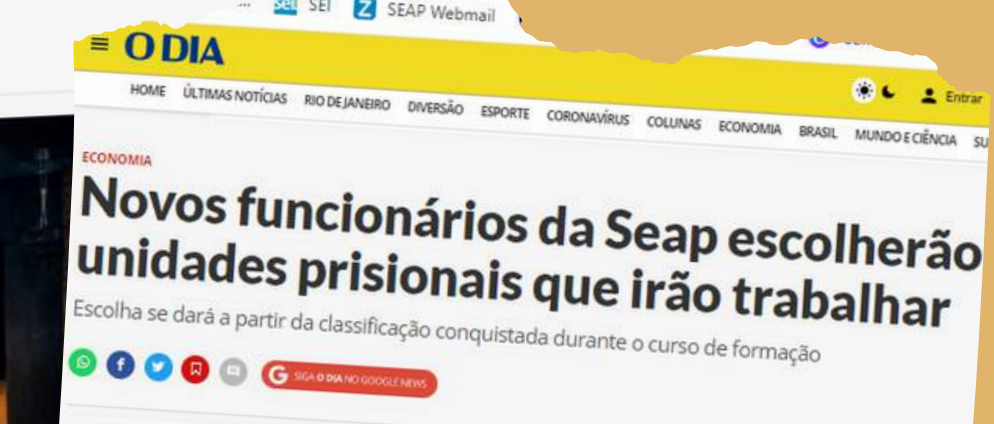 ... SEI SEAP Webmail
O DIA
Entrar
HOME ÚLTIMAS NOTÍCIAS RIO DE JANEIRO DIVERSÃO ESPORTE CORONAVÍRUS COLUNAS ECONOMIA BRASIL MUNDO E CIÊNCIA SU
ECONOMIA
Novos funcionários da Seap escolherão
unidades prisionais que irão trabalhar
Escolha se dará a partir da classificação conquistada durante o curso de formação
SIGA O DIA NO GOOGLE NEWS